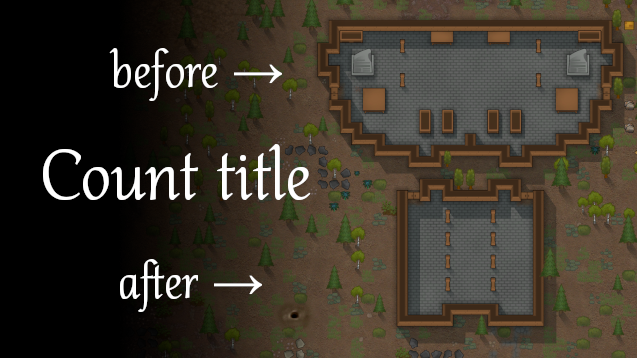 before →
Count title
after →